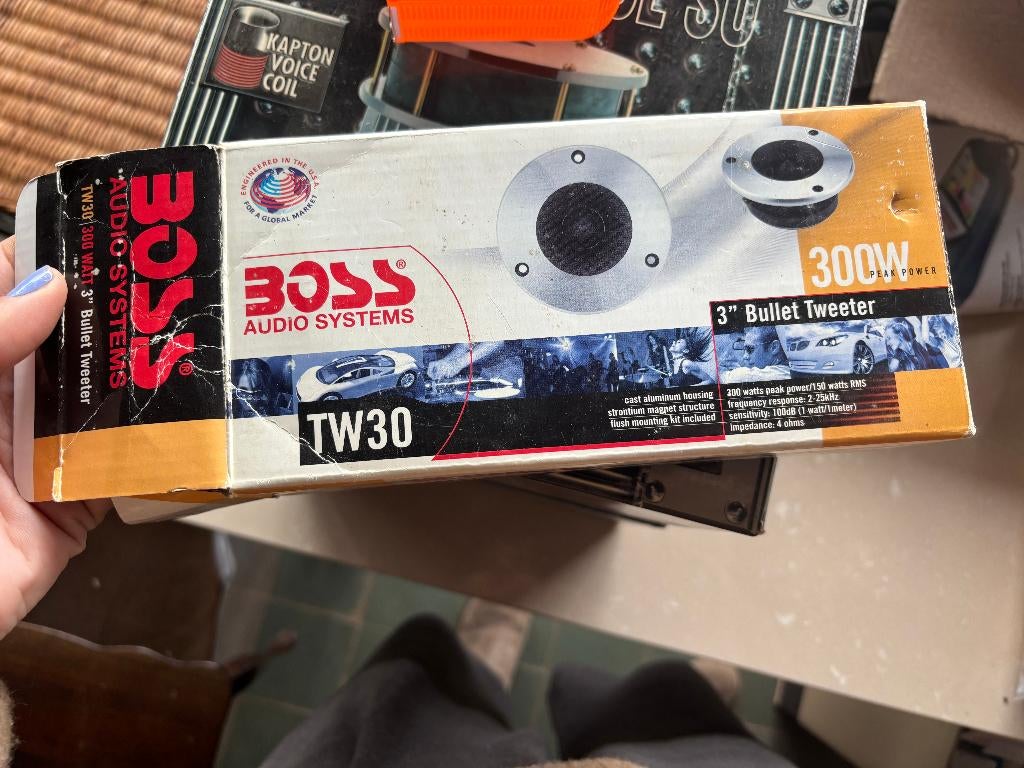 KAPTON
VOICE
COIL
ENGINEERED IN THE U.S.A.
FOR A GLOBAL MARKET
BOSS®
AUDIO SYSTEMS
TW30
300W
PEAK POWER
3" Bullet Tweeter
cast aluminum housing
strontium magnet structure
flush mounting kit included
300 watts peak power/150 watts RMS
frequency response: 2-25kHz
sensitivity: 100dB (1 watt/1meter)
impedance: 4 ohms
BOSS®
AUDIO SYSTEMS
TW30 300 WATT 3" Bullet Tweeter